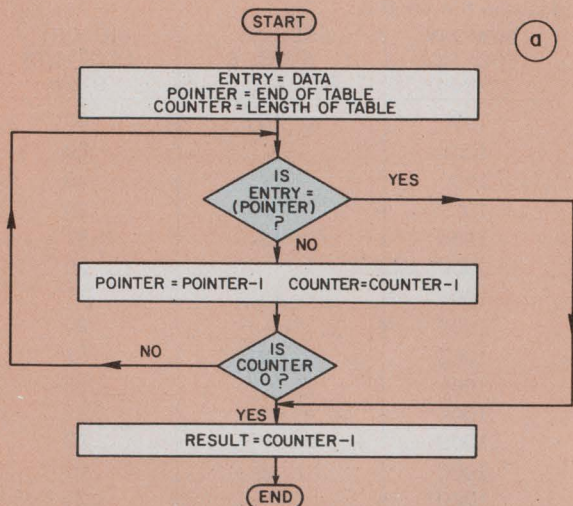 START
a
ENTRY = DATA
POINTER = END OF TABLE
COUNTER = LENGTH OF TABLE
IS
ENTRY =
(POINTER)
?
YES
NO
POINTER = POINTER-1 COUNTER=COUNTER-1
IS
COUNTER
0 ?
NO
YES
RESULT = COUNTER-1
END